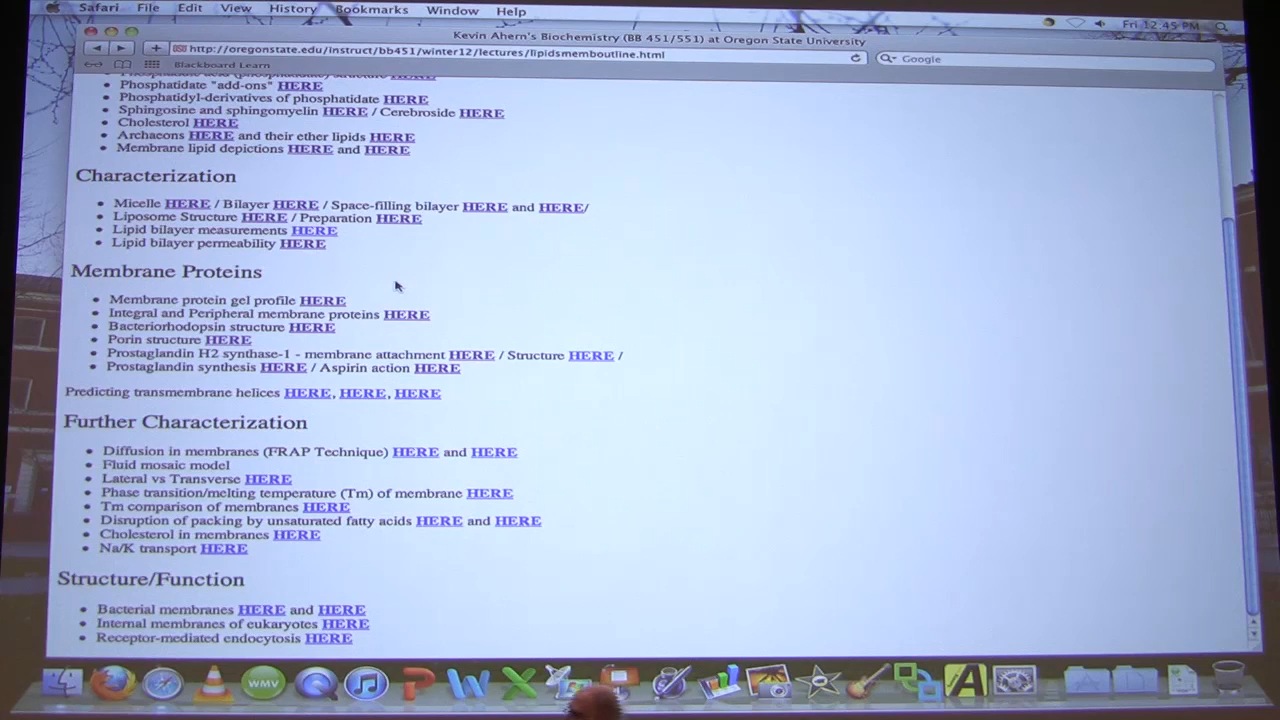 Safari File Edit View History Bookmarks Window Help Fri 12:45 PM
Kevin Ahern's Biochemistry (BB 451/551) at Oregon State University
http://oregonstate.edu/instruct/bb451/winter12/lectures/lipidsmemboutline.html Google
Blackboard Learn
• Phosphatidic acid (phosphatidate) structure HERE
• Phosphatidate "add-ons" HERE
• Phosphatidyl-derivatives of phosphatidate HERE
• Sphingosine and sphingomyelin HERE / Cerebroside HERE
• Cholesterol HERE
• Archaeons HERE and their ether lipids HERE
• Membrane lipid depictions HERE and HERE
Characterization
• Micelle HERE / Bilayer HERE / Space-filling bilayer HERE and HERE/
• Liposome Structure HERE / Preparation HERE
• Lipid bilayer measurements HERE
• Lipid bilayer permeability HERE
Membrane Proteins
• Membrane protein gel profile HERE
• Integral and Peripheral membrane proteins HERE
• Bacteriorhodopsin structure HERE
• Porin structure HERE
• Prostaglandin H2 synthase-1 - membrane attachment HERE / Structure HERE /
• Prostaglandin synthesis HERE / Aspirin action HERE
Predicting transmembrane helices HERE, HERE, HERE
Further Characterization
• Diffusion in membranes (FRAP Technique) HERE and HERE
• Fluid mosaic model
• Lateral vs Transverse HERE
• Phase transition/melting temperature (Tm) of membrane HERE
• Tm comparison of membranes HERE
• Disruption of packing by unsaturated fatty acids HERE and HERE
• Cholesterol in membranes HERE
• Na/K transport HERE
Structure/Function
• Bacterial membranes HERE and HERE
• Internal membranes of eukaryotes HERE
• Receptor-mediated endocytosis HERE
WMV